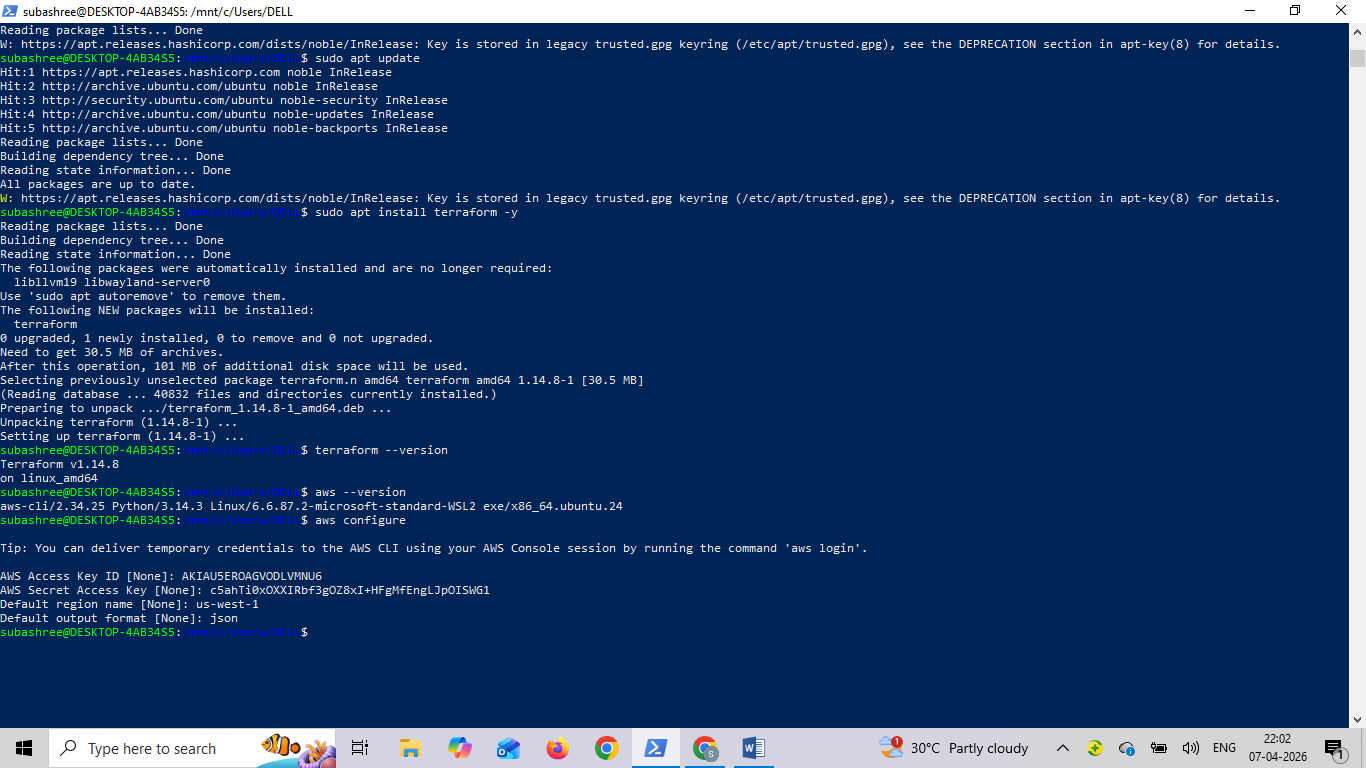 subashree@DESKTOP-4AB34S5: /mnt/c/Users/DELL
Reading package lists... Done
W: https://apt.releases.hashicorp.com/dists/noble/InRelease: Key is stored in legacy trusted.gpg keyring (/etc/apt/trusted.gpg), see the DEPRECATION section in apt-key(8) for details.
subashree@DESKTOP-4AB34S5:/mnt/c/Users/DELL$ sudo apt update
Hit:1 https://apt.releases.hashicorp.com noble InRelease
Hit:2 http://archive.ubuntu.com/ubuntu noble InRelease
Hit:3 http://security.ubuntu.com/ubuntu noble-security InRelease
Hit:4 http://archive.ubuntu.com/ubuntu noble-updates InRelease
Hit:5 http://archive.ubuntu.com/ubuntu noble-backports InRelease
Reading package lists... Done
Building dependency tree... Done
Reading state information... Done
All packages are up to date.
W: https://apt.releases.hashicorp.com/dists/noble/InRelease: Key is stored in legacy trusted.gpg keyring (/etc/apt/trusted.gpg), see the DEPRECATION section in apt-key(8) for details.
subashree@DESKTOP-4AB34S5:/mnt/c/Users/DELL$ sudo apt install terraform -y
Reading package lists... Done
Building dependency tree... Done
Reading state information... Done
The following packages were automatically installed and are no longer required:
  libllvm19 libwayland-server0
Use 'sudo apt autoremove' to remove them.
The following NEW packages will be installed:
  terraform
0 upgraded, 1 newly installed, 0 to remove and 0 not upgraded.
Need to get 30.5 MB of archives.
After this operation, 101 MB of additional disk space will be used.
Selecting previously unselected package terraform.n amd64 terraform amd64 1.14.8-1 [30.5 MB]
(Reading database ... 40832 files and directories currently installed.)
Preparing to unpack .../terraform_1.14.8-1_amd64.deb ...
Unpacking terraform (1.14.8-1) ...
Setting up terraform (1.14.8-1) ...
subashree@DESKTOP-4AB34S5:/mnt/c/Users/DELL$ terraform --version
Terraform v1.14.8
on linux_amd64
subashree@DESKTOP-4AB34S5:/mnt/c/Users/DELL$ aws --version
aws-cli/2.34.25 Python/3.14.3 Linux/6.6.87.2-microsoft-standard-WSL2 exe/x86_64.ubuntu.24
subashree@DESKTOP-4AB34S5:/mnt/c/Users/DELL$ aws configure
Tip: You can deliver temporary credentials to the AWS CLI using your AWS Console session by running the command 'aws login'.
AWS Access Key ID [None]: AKIAU5EROAGVODLVMNU6
AWS Secret Access Key [None]: c5ahTi0xOXXIRbf3gOZ8xI+HFgMfEngLJpOISWG1
Default region name [None]: us-west-1
Default output format [None]: json
subashree@DESKTOP-4AB34S5:/mnt/c/Users/DELL$
Type here to search
1
30°C Partly cloudy
ENG
22:02
07-04-2026
1